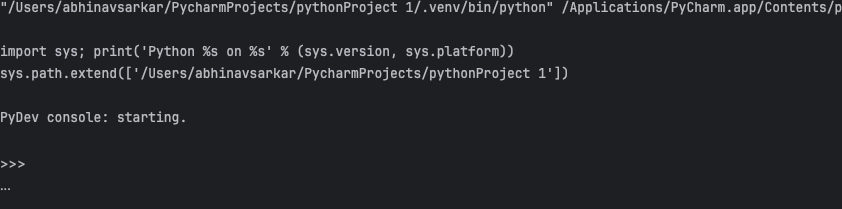 "/Users/abhinavsarkar/PycharmProjects/pythonProject 1/.venv/bin/python" /Applications/PyCharm.app/Contents/p
import sys; print('Python %s on %s' % (sys.version, sys.platform))
sys.path.extend(['/Users/abhinavsarkar/PycharmProjects/pythonProject 1'])
PyDev console: starting.
>>>
...